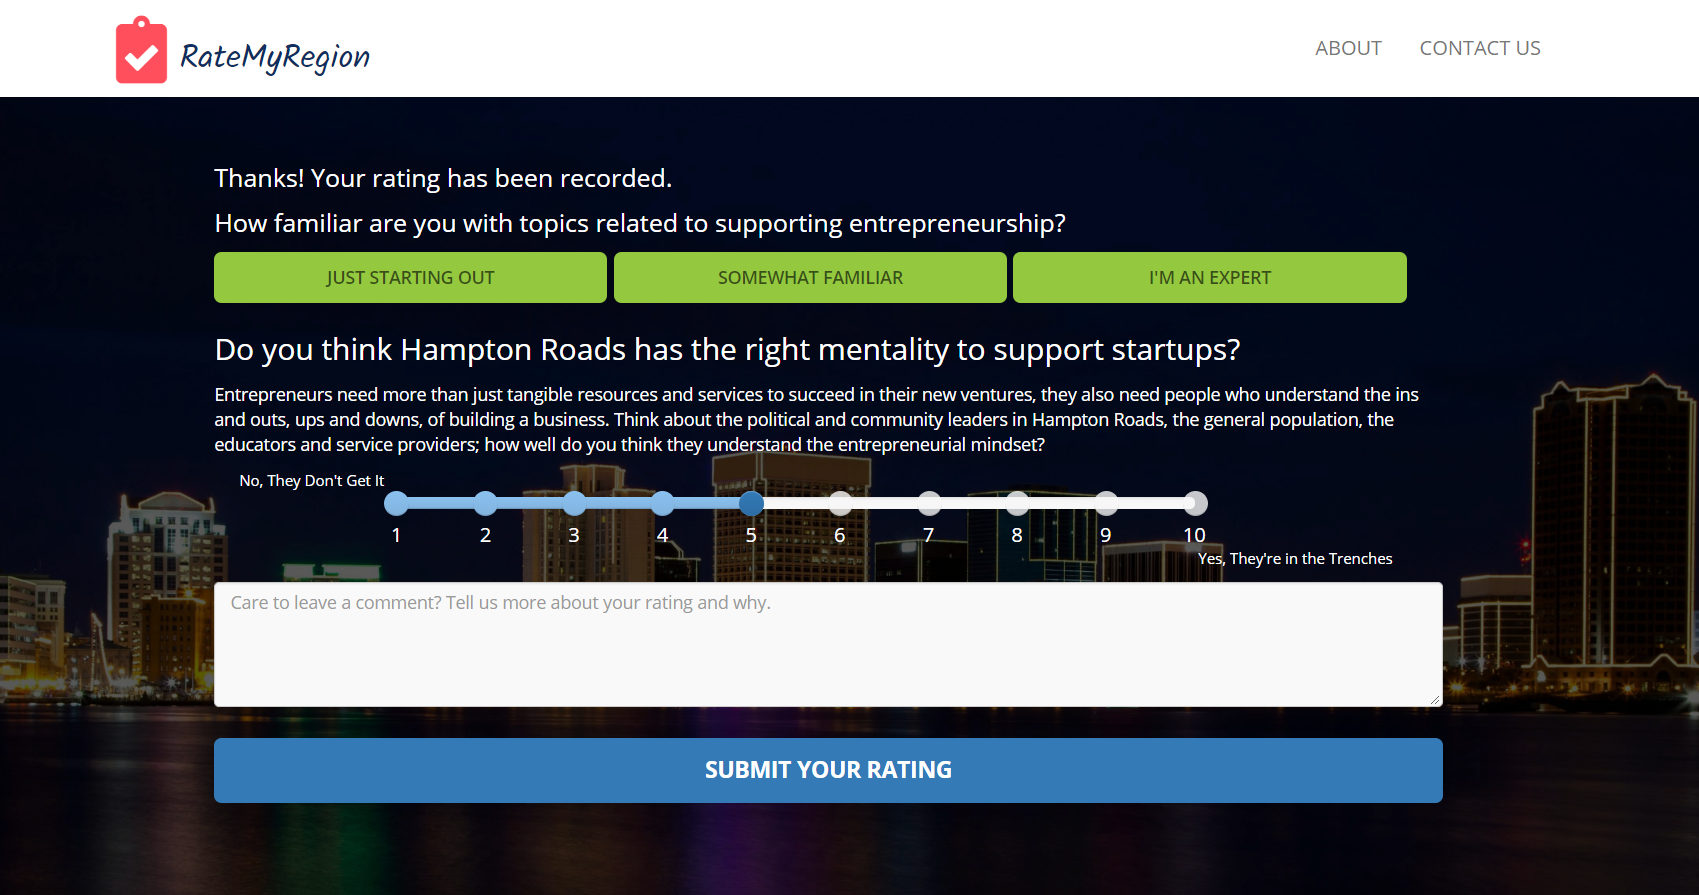 RateMyRegion
ABOUT
CONTACT US
Thanks! Your rating has been recorded.
How familiar are you with topics related to supporting entrepreneurship?
JUST STARTING OUT
SOMEWHAT FAMILIAR
I'M AN EXPERT
Do you think Hampton Roads has the right mentality to support startups?
Entrepreneurs need more than just tangible resources and services to succeed in their new ventures, they also need people who understand the ins
and outs, ups and downs, of building a business. Think about the political and community leaders in Hampton Roads, the general population, the
educators and service providers; how well do you think they understand the entrepreneurial mindset?
No, They Don't Get It
1 2 3 4 5 6 7 8 9 10
Yes, They're in the Trenches
Care to leave a comment? Tell us more about your rating and why.
SUBMIT YOUR RATING